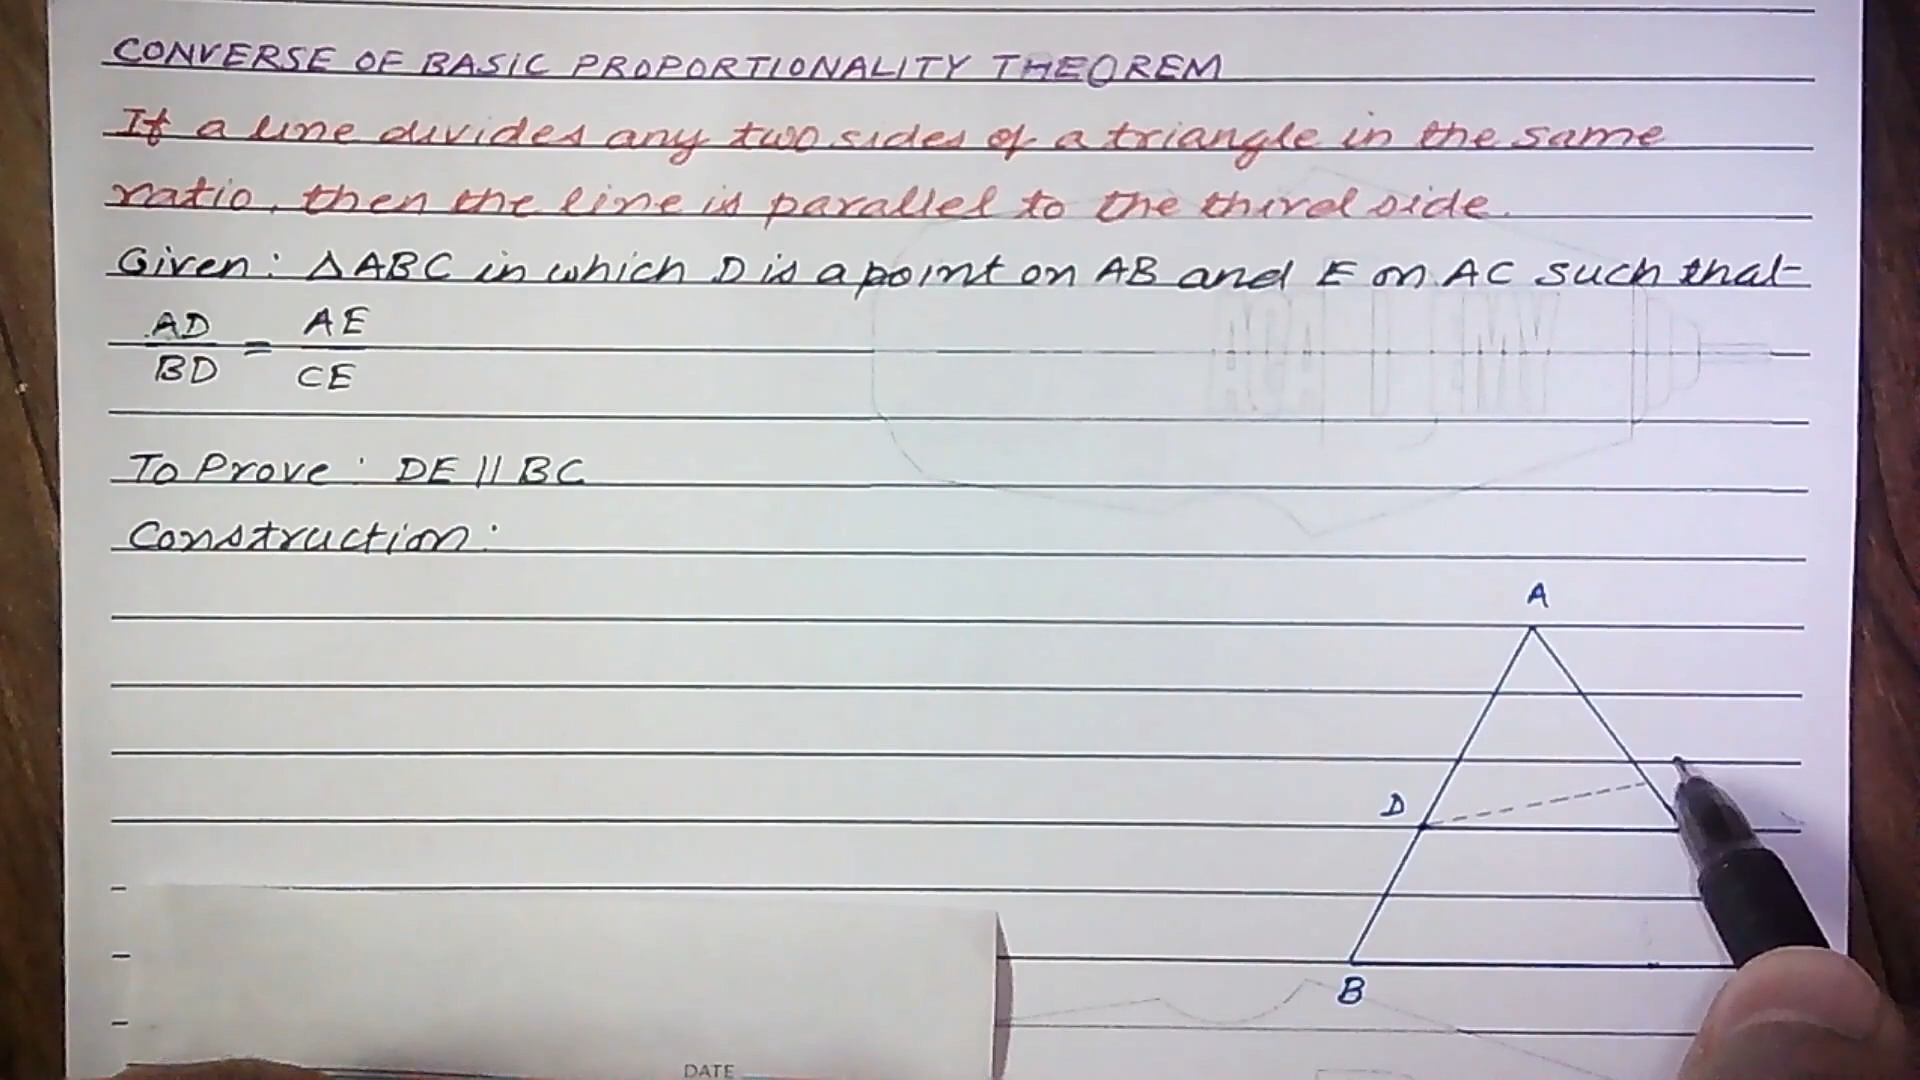 CONVERSE OF BASIC PROPORTIONALITY THEOREM
If a line divides any two sides of a triangle in the same
ratio, then the line is parallel to the third side.
Given: ΔABC in which D is a point on AB and E on AC such that
AD/BD = AE/CE
To Prove: DE || BC
Construction:
A
D
B
ACADEMY
DATE